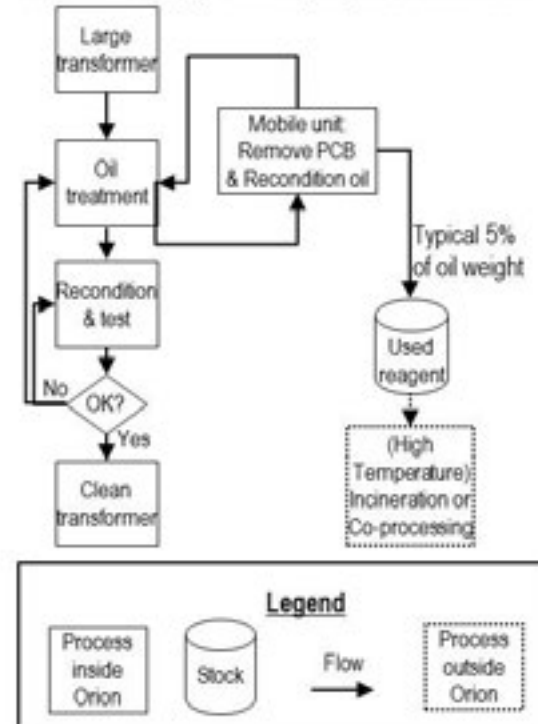 Large
transformer
Mobile unit:
Remove PCB
& Recondition oil
Oil
treatment
Typical 5%
of oil weight
Recondition
& test
Used
reagent
No
OK?
Yes
(High
Temperature)
Incineration or
Co-processing
Clean
transformer
Legend
Process
inside
Orion
Stock
Flow
Process
outside
Orion